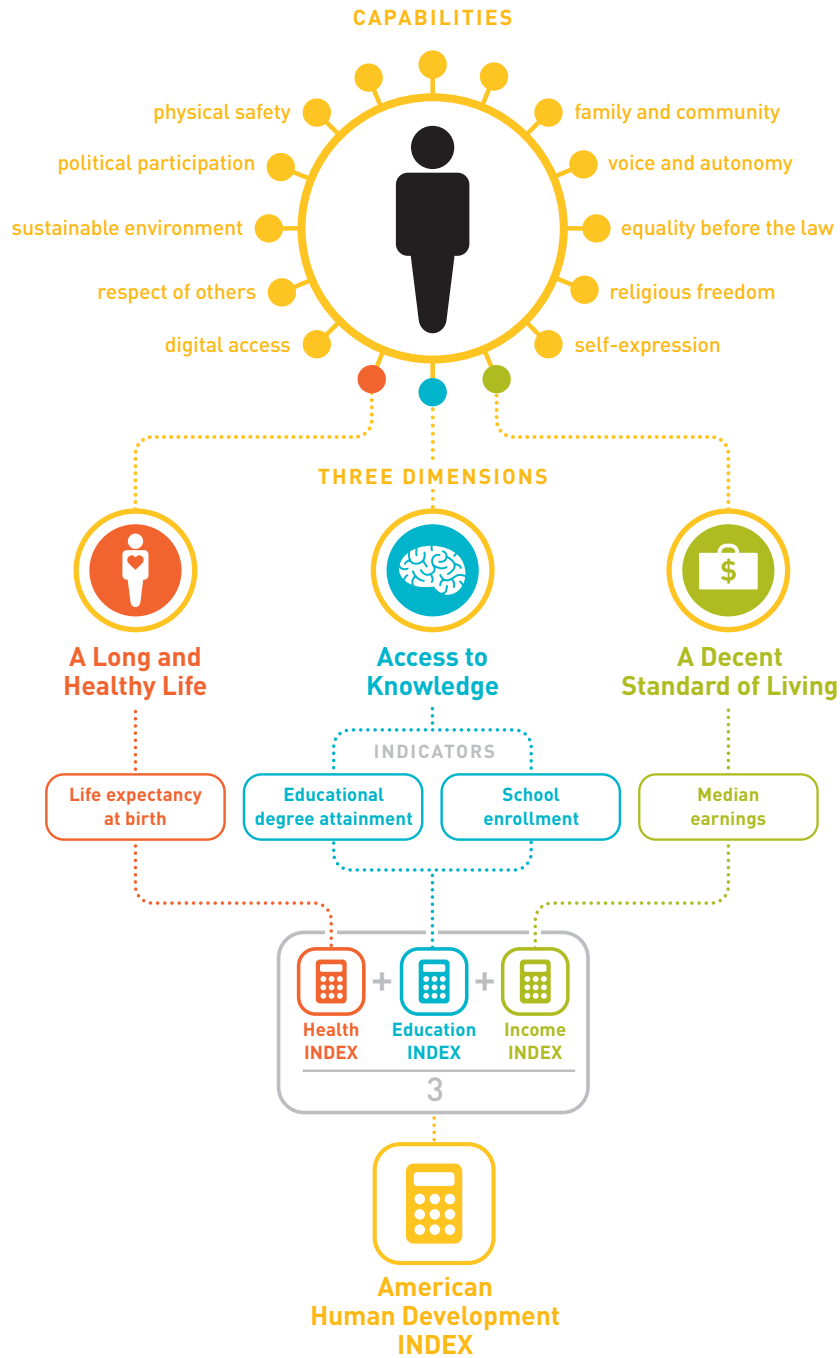 CAPABILITIES
physical safety
political participation
sustainable environment
respect of others
digital access
family and community
voice and autonomy
equality before the law
religious freedom
self-expression
THREE DIMENSIONS
$
A Long and
Healthy Life
Access to
Knowledge
A Decent
Standard of Living
INDICATORS
Life expectancy
at birth
Educational
degree attainment
School
enrollment
Median
earnings
+
+
Health
INDEX
Education
INDEX
Income
INDEX
3
American
Human Development
INDEX